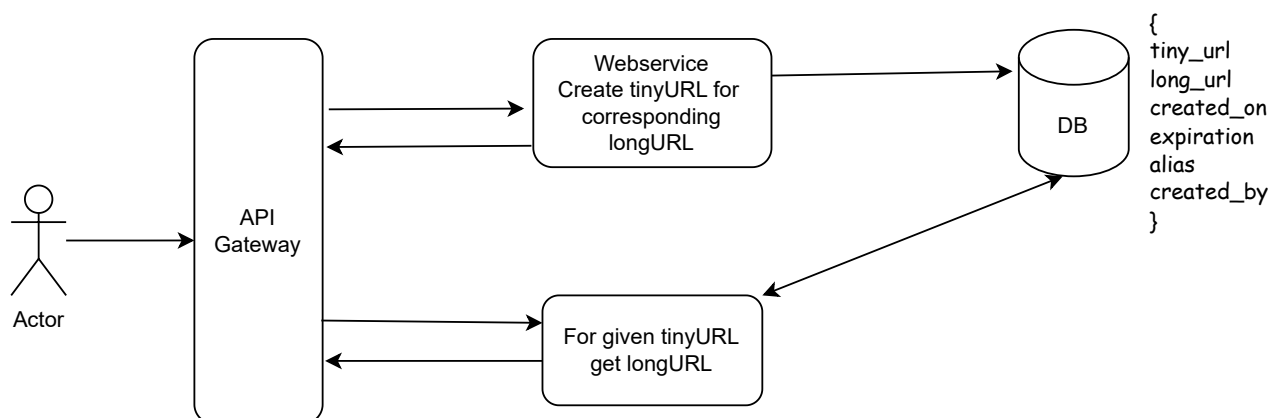 Webservice
Create tinyURL for
corresponding
longURL
DB
{
tiny_url
long_url
created_on
expiration
alias
created_by
}
API
Gateway
Actor
For given tinyURL
get longURL